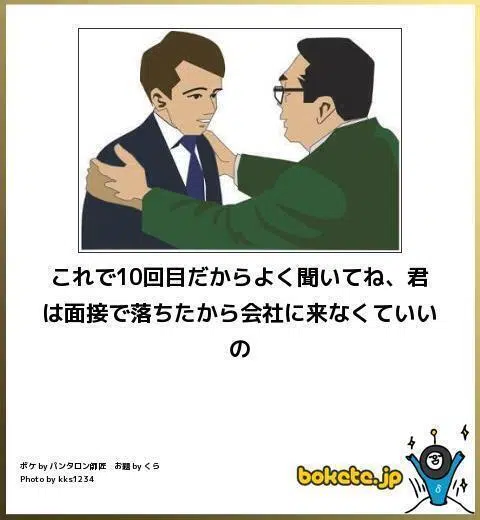 これで10回目だからよく聞いてね、君
は面接で落ちたから会社に来なくていい
の
ボケ by パンタロン師匠　お題 by くら
Photo by kks1234
bokete.jp